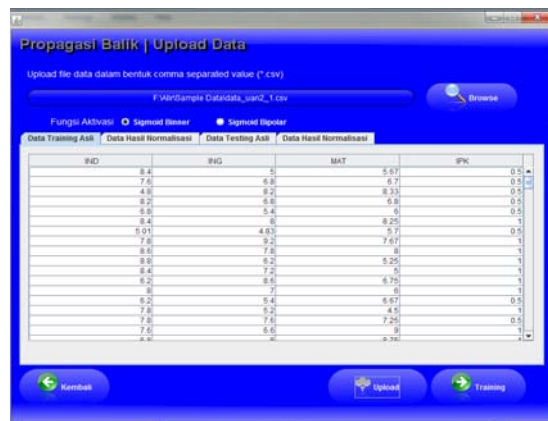 Propagasi Balik | Upload Data
Upload file data dalam bentuk comma separated value (*.csv)
Browse
Fungsi Aktivasi Sigmoid Binner Sigmoid Bipolar
Data Training Asli Data Hasil Normalisasi Data Testing Asli Data Hasil Normalisasi
IND ING MAT IPK
8.4 5 5.67 0.5
7.6 6.8 6.7 0.5
4.8 8.2 8.33 0.5
8.2 6.8 6.8 0.5
6.8 5.4 6 0.5
8.4 6 8.25 1
5.01 4.83 5.7 0.5
7.8 9.2 7.67 1
8.6 7.8 8 1
8.8 6.2 5.25 1
8.4 7.2 5 1
6.2 8.6 6.75 1
8 7 6 1
6.2 5.4 6.67 0.5
7.8 5.2 4.5 1
7.8 7.6 7.25 0.5
7.6 6.6 9 1
Kembali Upload Training